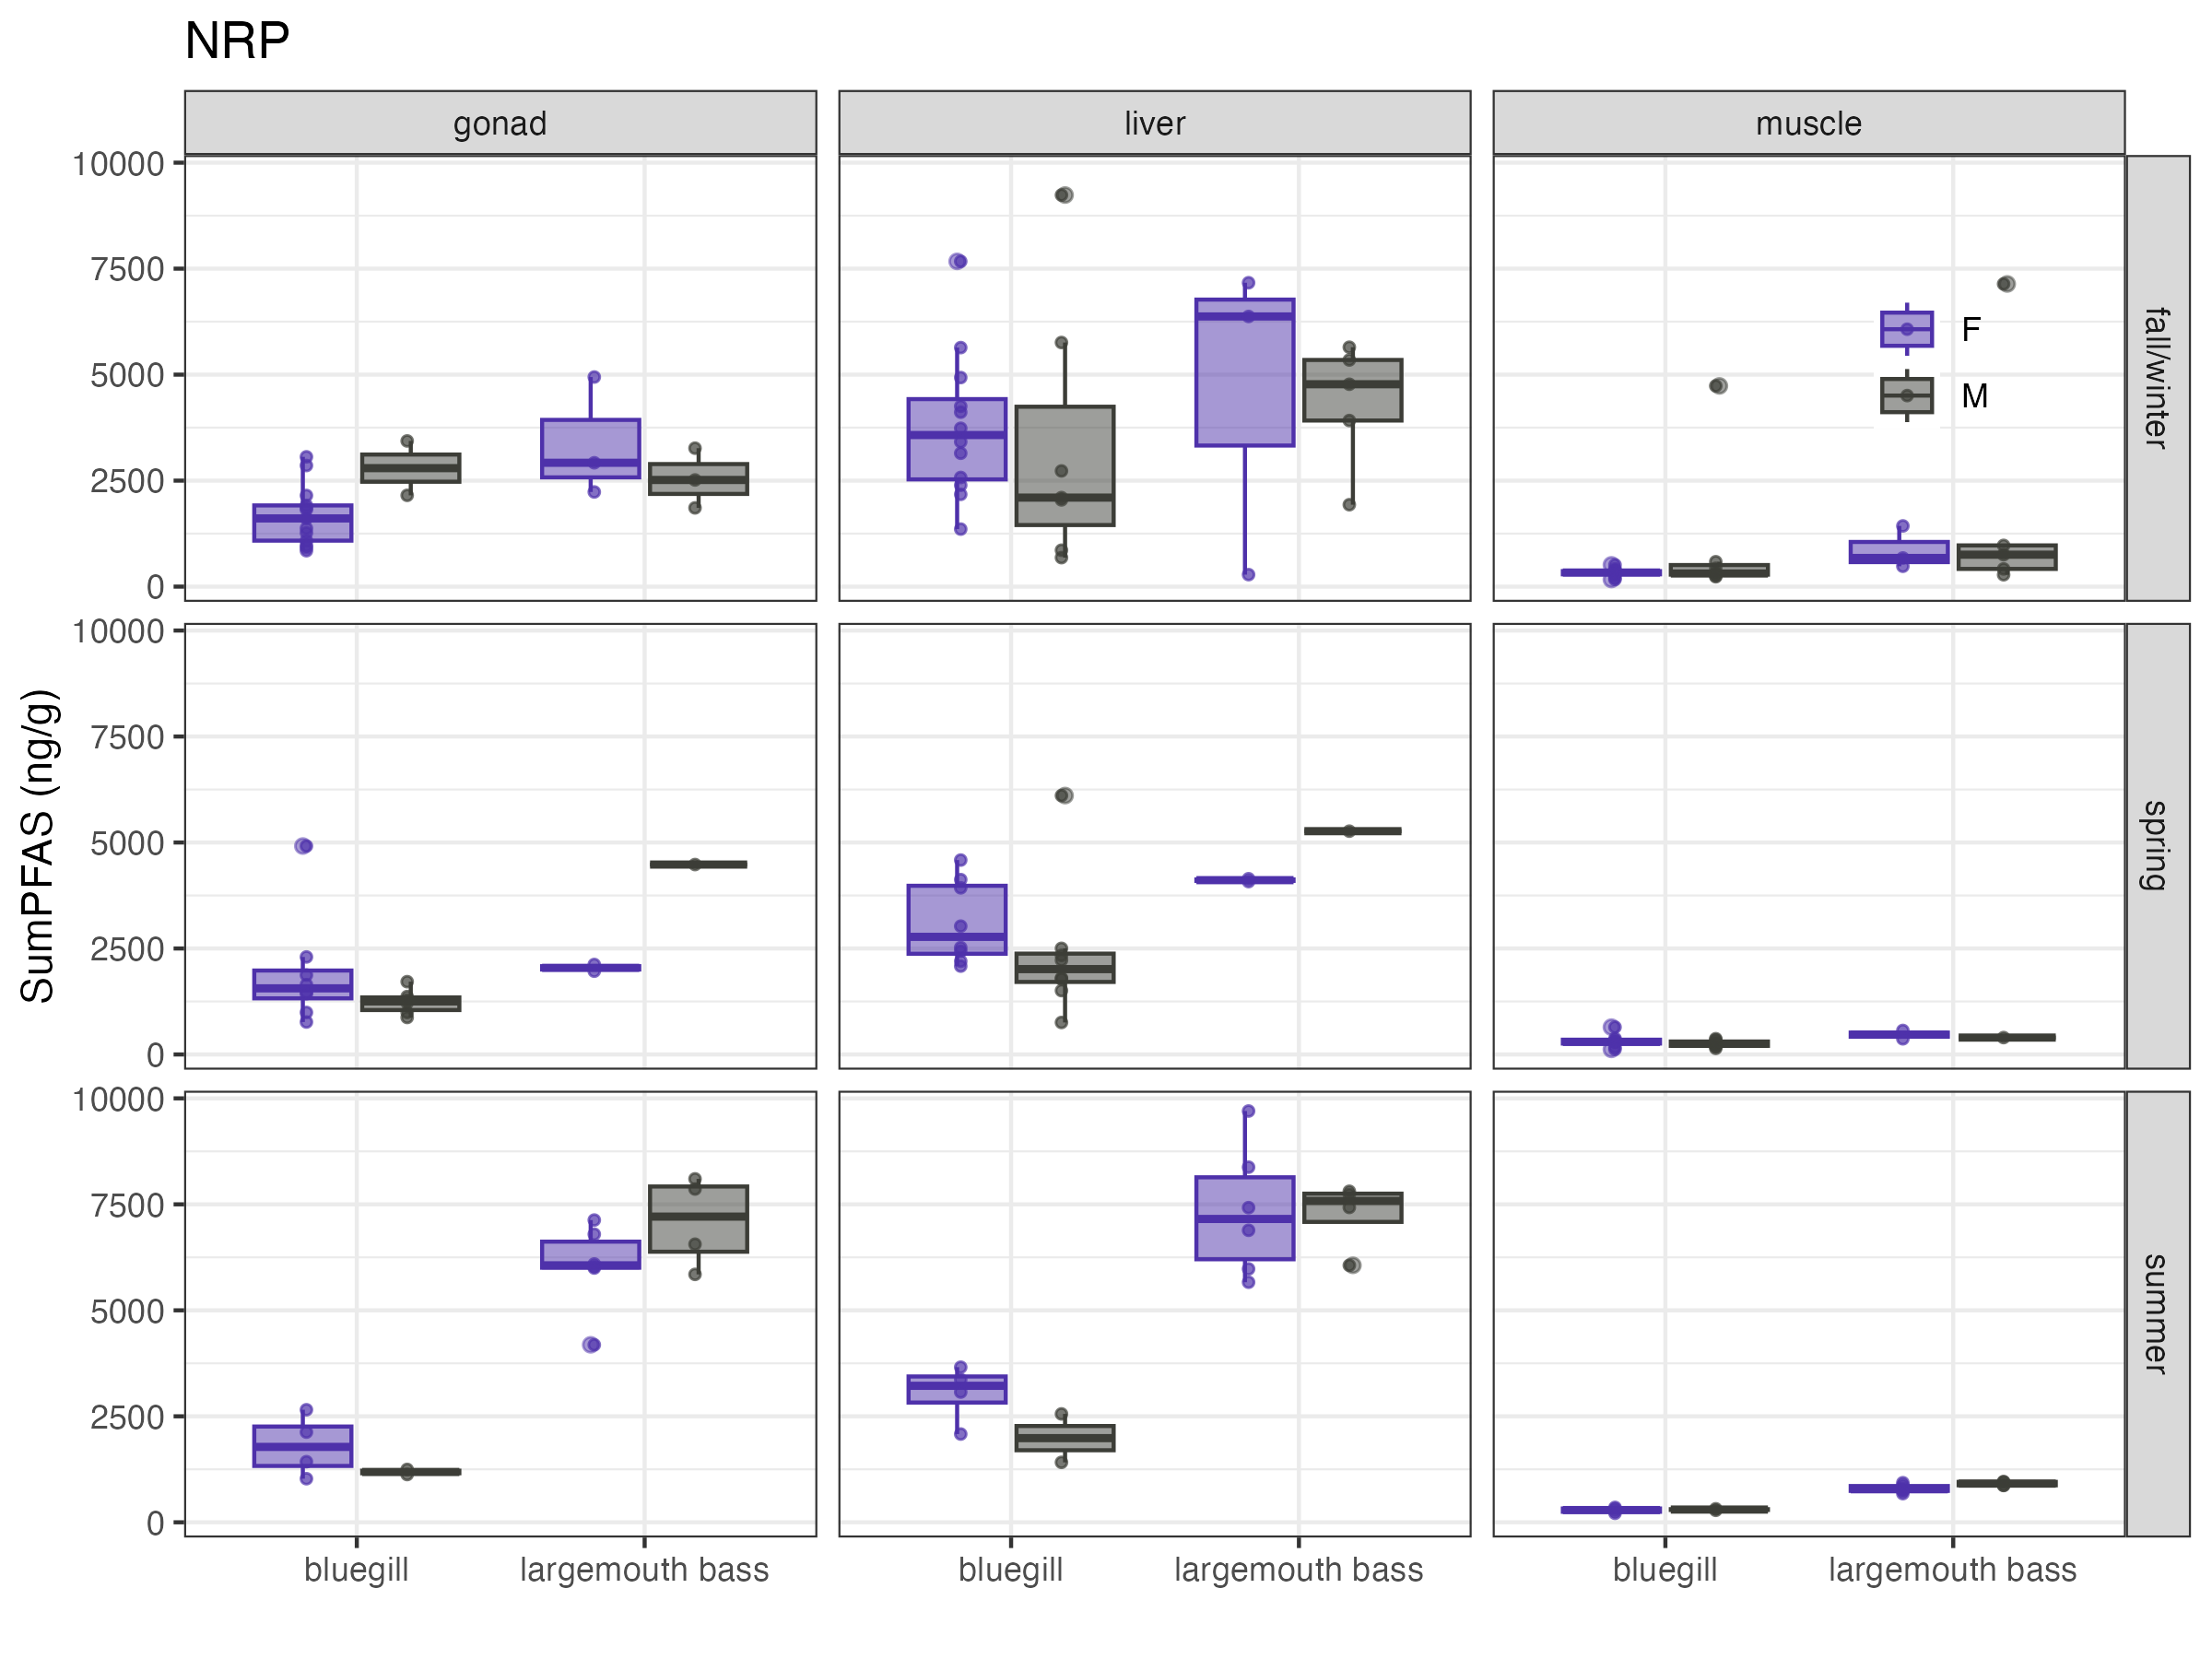 NRP
gonad
liver
muscle
10000
7500
5000
2500
0
F
M
fall/winter
SumPFAS (ng/g)
10000
7500
5000
2500
0
spring
10000
7500
5000
2500
0
summer
bluegill
largemouth bass
bluegill
largemouth bass
bluegill
largemouth bass